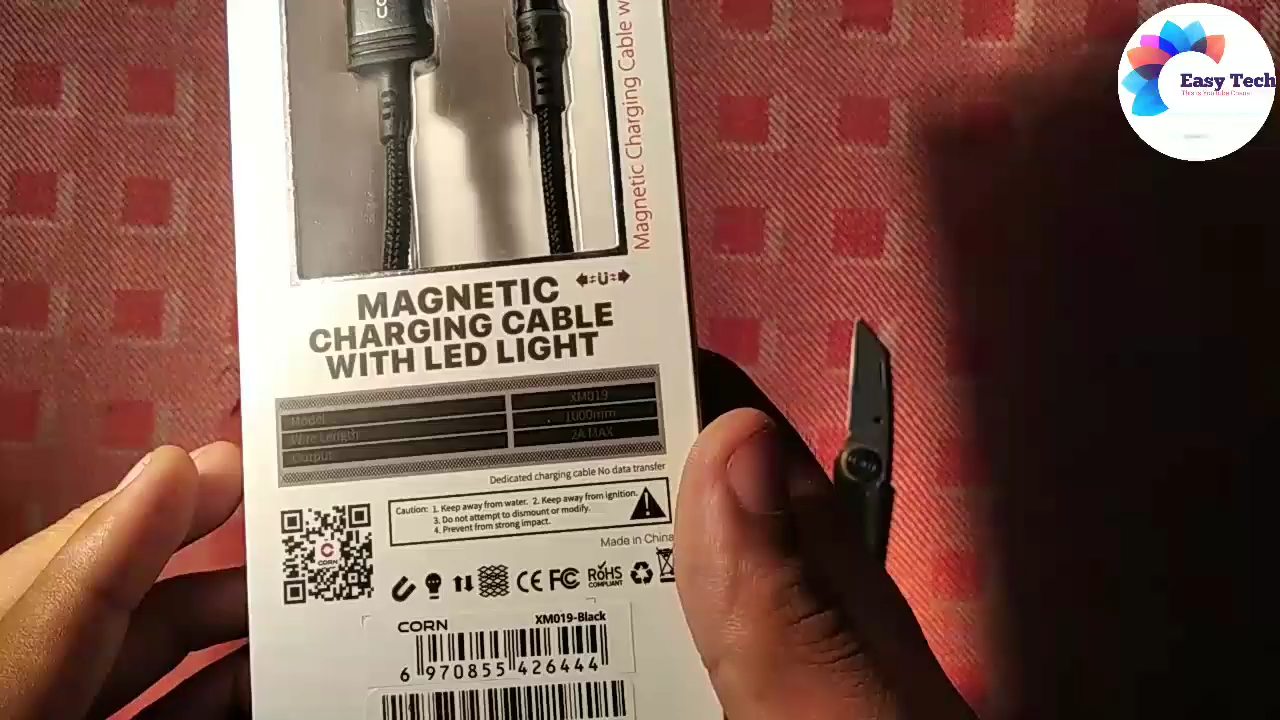 CO
Magnetic Charging Cable w
Easy Tech
MAGNETIC
CHARGING CABLE
WITH LED LIGHT
Model XM019
Wire Length 1000mm
Output 2A MAX
Dedicated charging cable No data transfer
Caution: 1. Keep away from water. 2. Keep away from ignition.
3. Do not attempt to dismount or modify.
4. Prevent from strong impact.
Made in China
CORN
CE FC RoHS
COMPLIANT
CORN XM019-Black
6 970855 426444